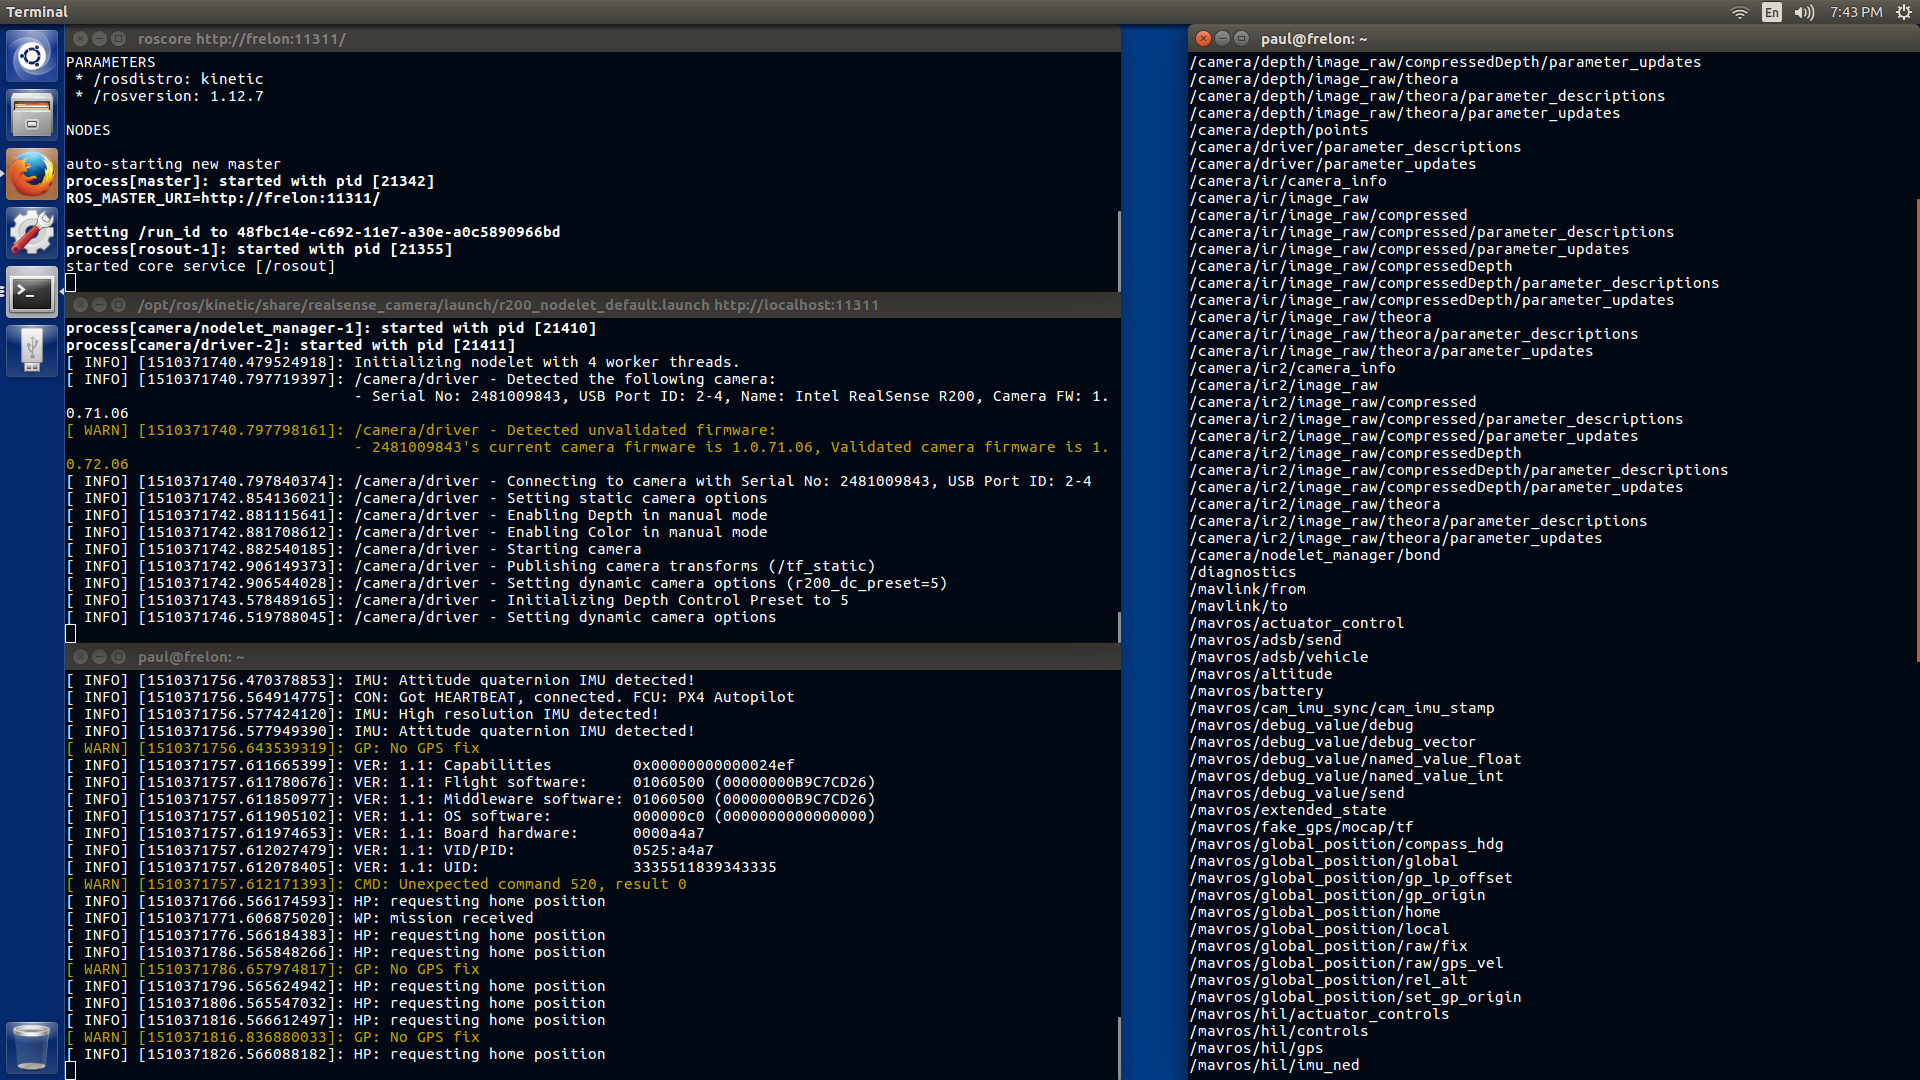 Terminal
En
7:43 PM
roscore http://frelon:11311/
PARAMETERS
* /rosdistro: kinetic
* /rosversion: 1.12.7
NODES
auto-starting new master
process[master]: started with pid [21342]
ROS_MASTER_URI=http://frelon:11311/
setting /run_id to 48fbc14e-c692-11e7-a30e-a0c5890966bd
process[rosout-1]: started with pid [21355]
started core service [/rosout]
/opt/ros/kinetic/share/realsense_camera/launch/r200_nodelet_default.launch http://localhost:11311
process[camera/nodelet_manager-1]: started with pid [21410]
process[camera/driver-2]: started with pid [21411]
[ INFO] [1510371740.479524918]: Initializing nodelet with 4 worker threads.
[ INFO] [1510371740.797719397]: /camera/driver - Detected the following camera:
- Serial No: 2481009843, USB Port ID: 2-4, Name: Intel RealSense R200, Camera FW: 1.
0.71.06
[ WARN] [1510371740.797798161]: /camera/driver - Detected unvalidated firmware:
- 2481009843's current camera firmware is 1.0.71.06, Validated camera firmware is 1.
0.72.06
[ INFO] [1510371740.797840374]: /camera/driver - Connecting to camera with Serial No: 2481009843, USB Port ID: 2-4
[ INFO] [1510371742.854136021]: /camera/driver - Setting static camera options
[ INFO] [1510371742.881115641]: /camera/driver - Enabling Depth in manual mode
[ INFO] [1510371742.881708612]: /camera/driver - Enabling Color in manual mode
[ INFO] [1510371742.882540185]: /camera/driver - Starting camera
[ INFO] [1510371742.906149373]: /camera/driver - Publishing camera transforms (/tf_static)
[ INFO] [1510371742.906544028]: /camera/driver - Setting dynamic camera options (r200_dc_preset=5)
[ INFO] [1510371743.578489165]: /camera/driver - Initializing Depth Control Preset to 5
[ INFO] [1510371746.519788045]: /camera/driver - Setting dynamic camera options
paul@frelon: ~
[ INFO] [1510371756.470378853]: IMU: Attitude quaternion IMU detected!
[ INFO] [1510371756.564914775]: CON: Got HEARTBEAT, connected. FCU: PX4 Autopilot
[ INFO] [1510371756.577424120]: IMU: High resolution IMU detected!
[ INFO] [1510371756.577949390]: IMU: Attitude quaternion IMU detected!
[ WARN] [1510371756.643539319]: GP: No GPS fix
[ INFO] [1510371757.611665399]: VER: 1.1: Capabilities 0x00000000000024ef
[ INFO] [1510371757.611780676]: VER: 1.1: Flight software: 01060500 (00000000B9C7CD26)
[ INFO] [1510371757.611850977]: VER: 1.1: Middleware software: 01060500 (00000000B9C7CD26)
[ INFO] [1510371757.611905102]: VER: 1.1: OS software: 000000c0 (0000000000000000)
[ INFO] [1510371757.611974653]: VER: 1.1: Board hardware: 0000a4a7
[ INFO] [1510371757.612027479]: VER: 1.1: VID/PID: 0525:a4a7
[ INFO] [1510371757.612078405]: VER: 1.1: UID: 3335511839343335
[ WARN] [1510371757.612171393]: CMD: Unexpected command 520, result 0
[ INFO] [1510371766.566174593]: HP: requesting home position
[ INFO] [1510371771.606875020]: WP: mission received
[ INFO] [1510371776.566184383]: HP: requesting home position
[ INFO] [1510371786.565848266]: HP: requesting home position
[ WARN] [1510371786.657974817]: GP: No GPS fix
[ INFO] [1510371796.565624942]: HP: requesting home position
[ INFO] [1510371806.565547032]: HP: requesting home position
[ INFO] [1510371816.566612497]: HP: requesting home position
[ WARN] [1510371816.836880033]: GP: No GPS fix
[ INFO] [1510371826.566088182]: HP: requesting home position
paul@frelon: ~
/camera/depth/image_raw/compressedDepth/parameter_updates
/camera/depth/image_raw/theora
/camera/depth/image_raw/theora/parameter_descriptions
/camera/depth/image_raw/theora/parameter_updates
/camera/depth/points
/camera/driver/parameter_descriptions
/camera/driver/parameter_updates
/camera/ir/camera_info
/camera/ir/image_raw
/camera/ir/image_raw/compressed
/camera/ir/image_raw/compressed/parameter_descriptions
/camera/ir/image_raw/compressed/parameter_updates
/camera/ir/image_raw/compressedDepth
/camera/ir/image_raw/compressedDepth/parameter_descriptions
/camera/ir/image_raw/compressedDepth/parameter_updates
/camera/ir/image_raw/theora
/camera/ir/image_raw/theora/parameter_descriptions
/camera/ir/image_raw/theora/parameter_updates
/camera/ir2/camera_info
/camera/ir2/image_raw
/camera/ir2/image_raw/compressed
/camera/ir2/image_raw/compressed/parameter_descriptions
/camera/ir2/image_raw/compressed/parameter_updates
/camera/ir2/image_raw/compressedDepth
/camera/ir2/image_raw/compressedDepth/parameter_descriptions
/camera/ir2/image_raw/compressedDepth/parameter_updates
/camera/ir2/image_raw/theora
/camera/ir2/image_raw/theora/parameter_descriptions
/camera/ir2/image_raw/theora/parameter_updates
/camera/nodelet_manager/bond
/diagnostics
/mavlink/from
/mavlink/to
/mavros/actuator_control
/mavros/adsb/send
/mavros/adsb/vehicle
/mavros/altitude
/mavros/battery
/mavros/cam_imu_sync/cam_imu_stamp
/mavros/debug_value/debug
/mavros/debug_value/debug_vector
/mavros/debug_value/named_value_float
/mavros/debug_value/named_value_int
/mavros/debug_value/send
/mavros/extended_state
/mavros/fake_gps/mocap/tf
/mavros/global_position/compass_hdg
/mavros/global_position/global
/mavros/global_position/gp_lp_offset
/mavros/global_position/gp_origin
/mavros/global_position/home
/mavros/global_position/local
/mavros/global_position/raw/fix
/mavros/global_position/raw/gps_vel
/mavros/global_position/rel_alt
/mavros/global_position/set_gp_origin
/mavros/hil/actuator_controls
/mavros/hil/controls
/mavros/hil/gps
/mavros/hil/imu_ned